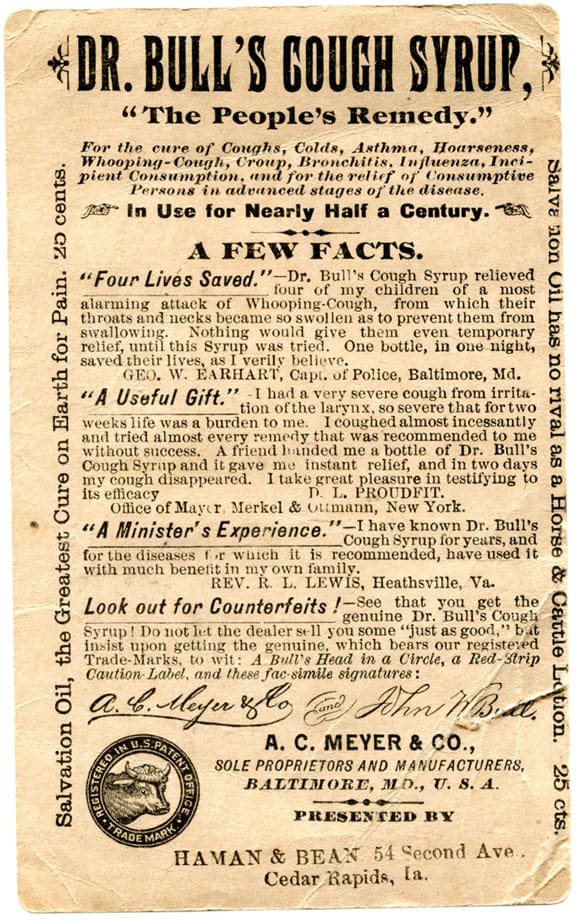 DR. BULL'S COUGH SYRUP,
"The People's Remedy."
For the cure of Coughs, Colds, Asthma, Hoarseness,
Whooping-Cough, Croup, Bronchitis, Influenza, Inci-
pient Consumption, and for the relief of Consumptive
Persons in advanced stages of the disease.
In Use for Nearly Half a Century.
A FEW FACTS.
"Four Lives Saved."—Dr. Bull's Cough Syrup relieved
four of my children of a most
alarming attack of Whooping-Cough, from which their
throats and necks became so swollen as to prevent them from
swallowing. Nothing would give them even temporary
relief, until this Syrup was tried. One bottle, in one night,
saved their lives, as I verily believe.
GEO. W. EARHART, Capt. of Police, Baltimore, Md.
"A Useful Gift."-I had a very severe cough from irrita-
tion of the larynx, so severe that for two
weeks life was a burden to me. I coughed almost incessantly
and tried almost every remedy that was recommended to me
without success. A friend handed me a bottle of Dr. Bull's
Cough Syrup and it gave me instant relief, and in two days
my cough disappeared. I take great pleasure in testifying to
its efficacy D. L. PROUDFIT.
Office of Mayer, Merkel & Ottmann, New York.
"A Minister's Experience."—I have known Dr. Bull's
Cough Syrup for years, and
for the diseases for which it is recommended, have used it
with much benefit in my own family.
REV. R. L. LEWIS, Heathsville, Va.
Look out for Counterfeits!—See that you get the
genuine Dr. Bull's Cough
Syrup! Do not let the dealer sell you some "just as good," but
insist upon getting the genuine, which bears our registered
Trade-Marks, to wit: A Bull's Head in a Circle, a Red-Strip
Caution-Label, and these fac-simile signatures:
A. C. Meyer & Co and John W. Bull.
REGISTERED IN U.S. PATENT OFFICE
TRADE MARK
A. C. MEYER & CO.,
SOLE PROPRIETORS AND MANUFACTURERS,
BALTIMORE, MD., U. S. A.
PRESENTED BY
HAMAN & BEAN 54 Second Ave.
Cedar Rapids, Ia.
Salvation Oil, the Greatest Cure on Earth for Pain. 25 cents.
Salvation Oil has no rival as a Horse & Cattle Lotion. 25 cts.